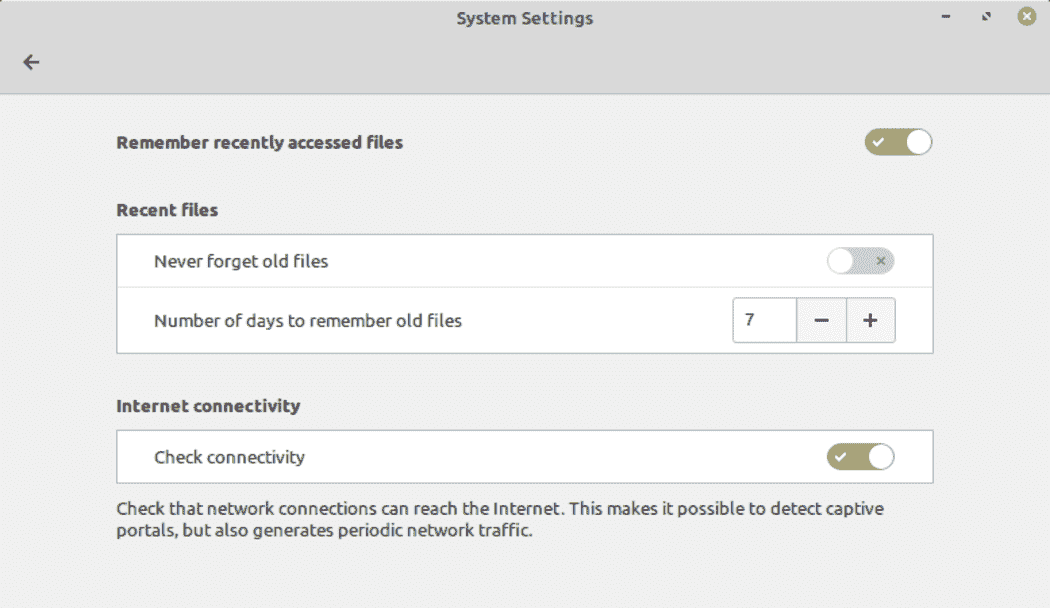 System Settings
Remember recently accessed files
Recent files
Never forget old files
Number of days to remember old files
7
Internet connectivity
Check connectivity
Check that network connections can reach the Internet. This makes it possible to detect captive
portals, but also generates periodic network traffic.